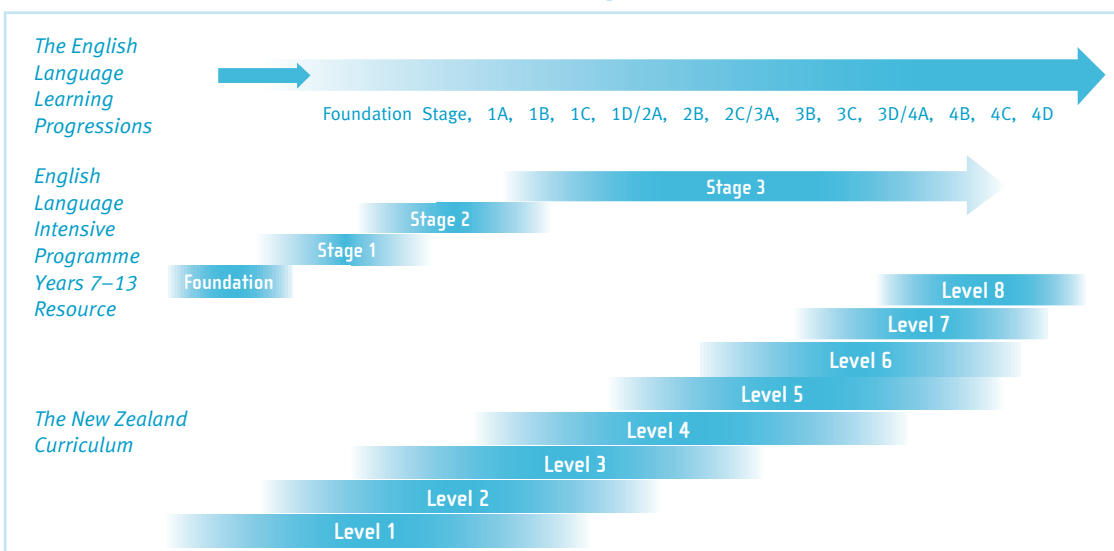 The English
Language
Learning
Progressions
Foundation Stage, 1A, 1B, 1C, 1D/2A, 2B, 2C/3A, 3B, 3C, 3D/4A, 4B, 4C, 4D
English
Language
Intensive
Programme
Years 7–13
Resource
Stage 3
Stage 2
Stage 1
Foundation
The New Zealand
Curriculum
Level 8
Level 7
Level 6
Level 5
Level 4
Level 3
Level 2
Level 1